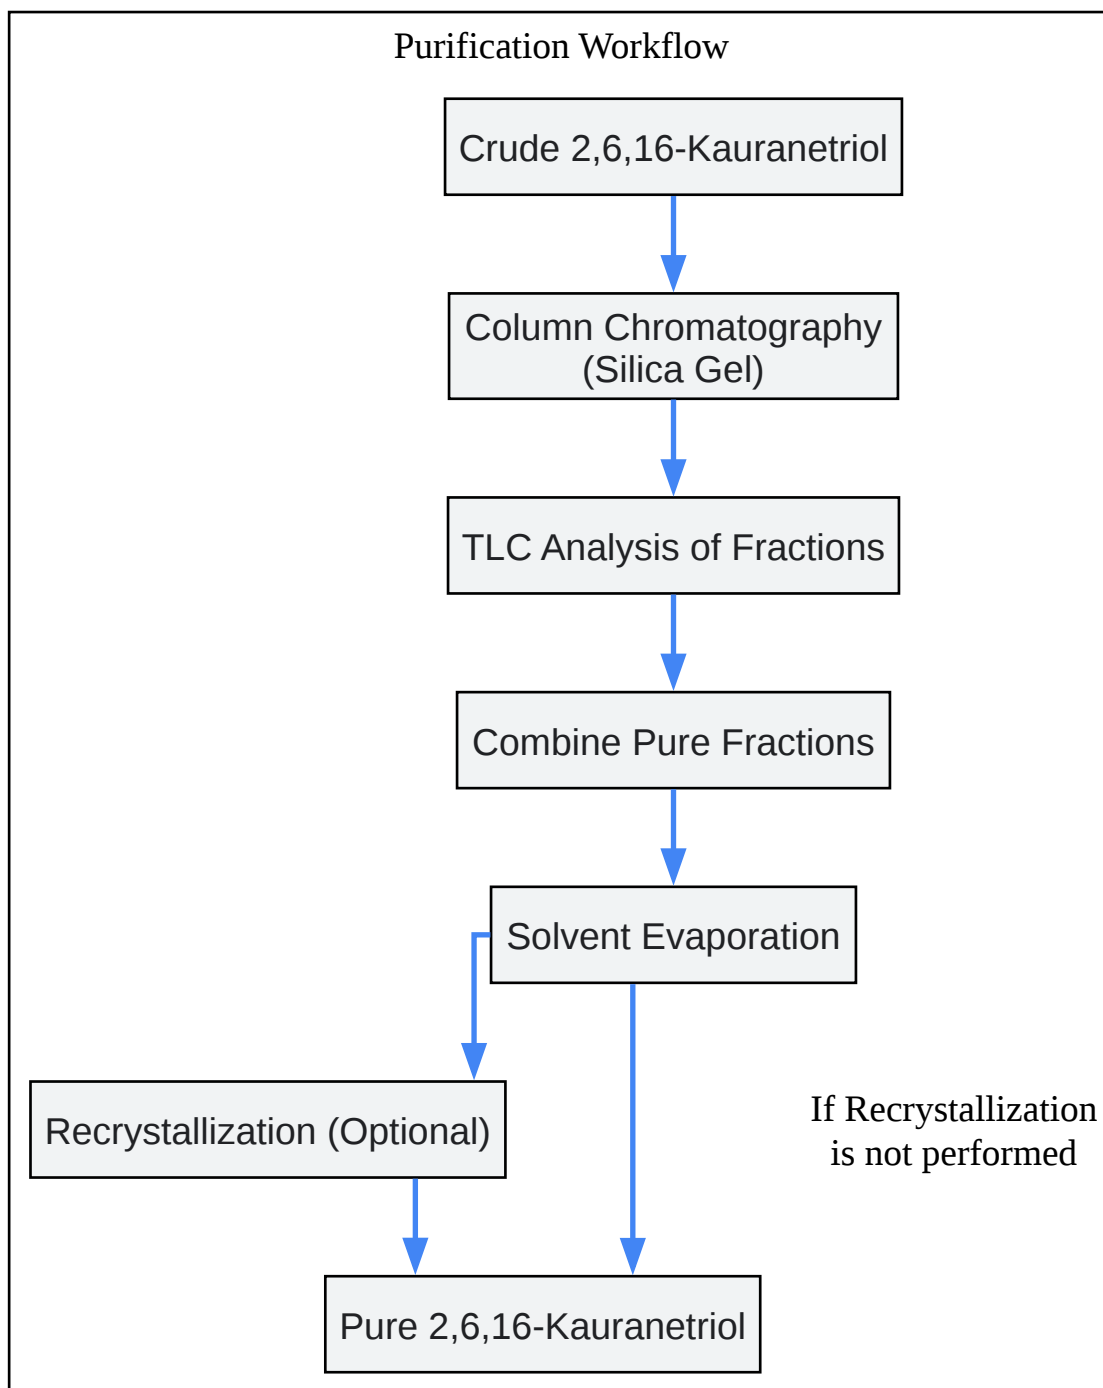 Purification Workflow
Crude 2,6,16-Kauranetriol
Column Chromatography
(Silica Gel)
TLC Analysis of Fractions
Combine Pure Fractions
Solvent Evaporation
Recrystallization (Optional)
If Recrystallization
is not performed
Pure 2,6,16-Kauranetriol